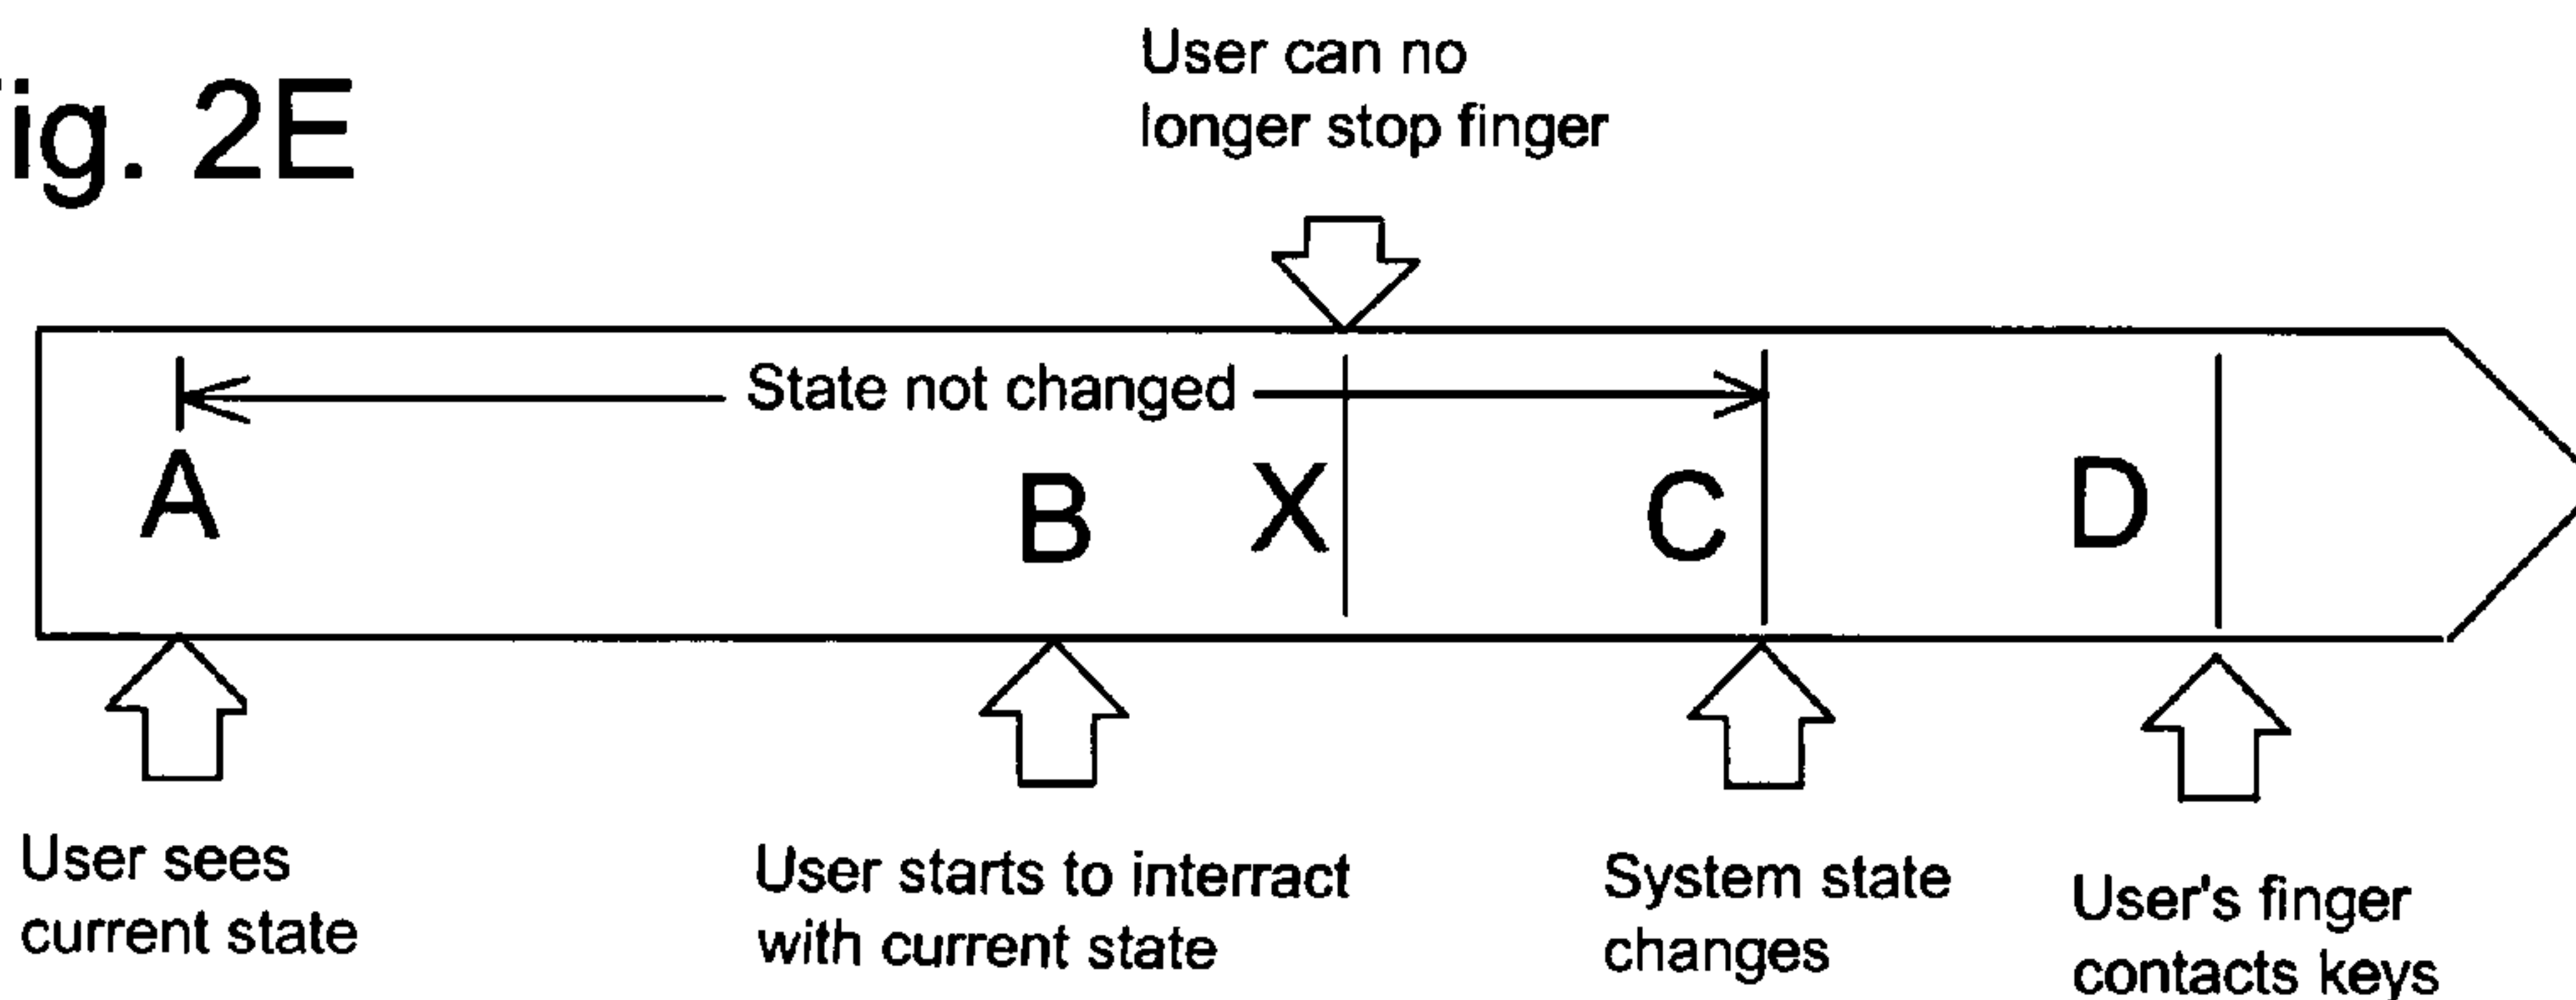 ig. 2E
User can no
longer stop finger
State not changed
A
B
X
C
D
User sees
current state
User starts to interract
with current state
System state
changes
User's finger
contacts keys